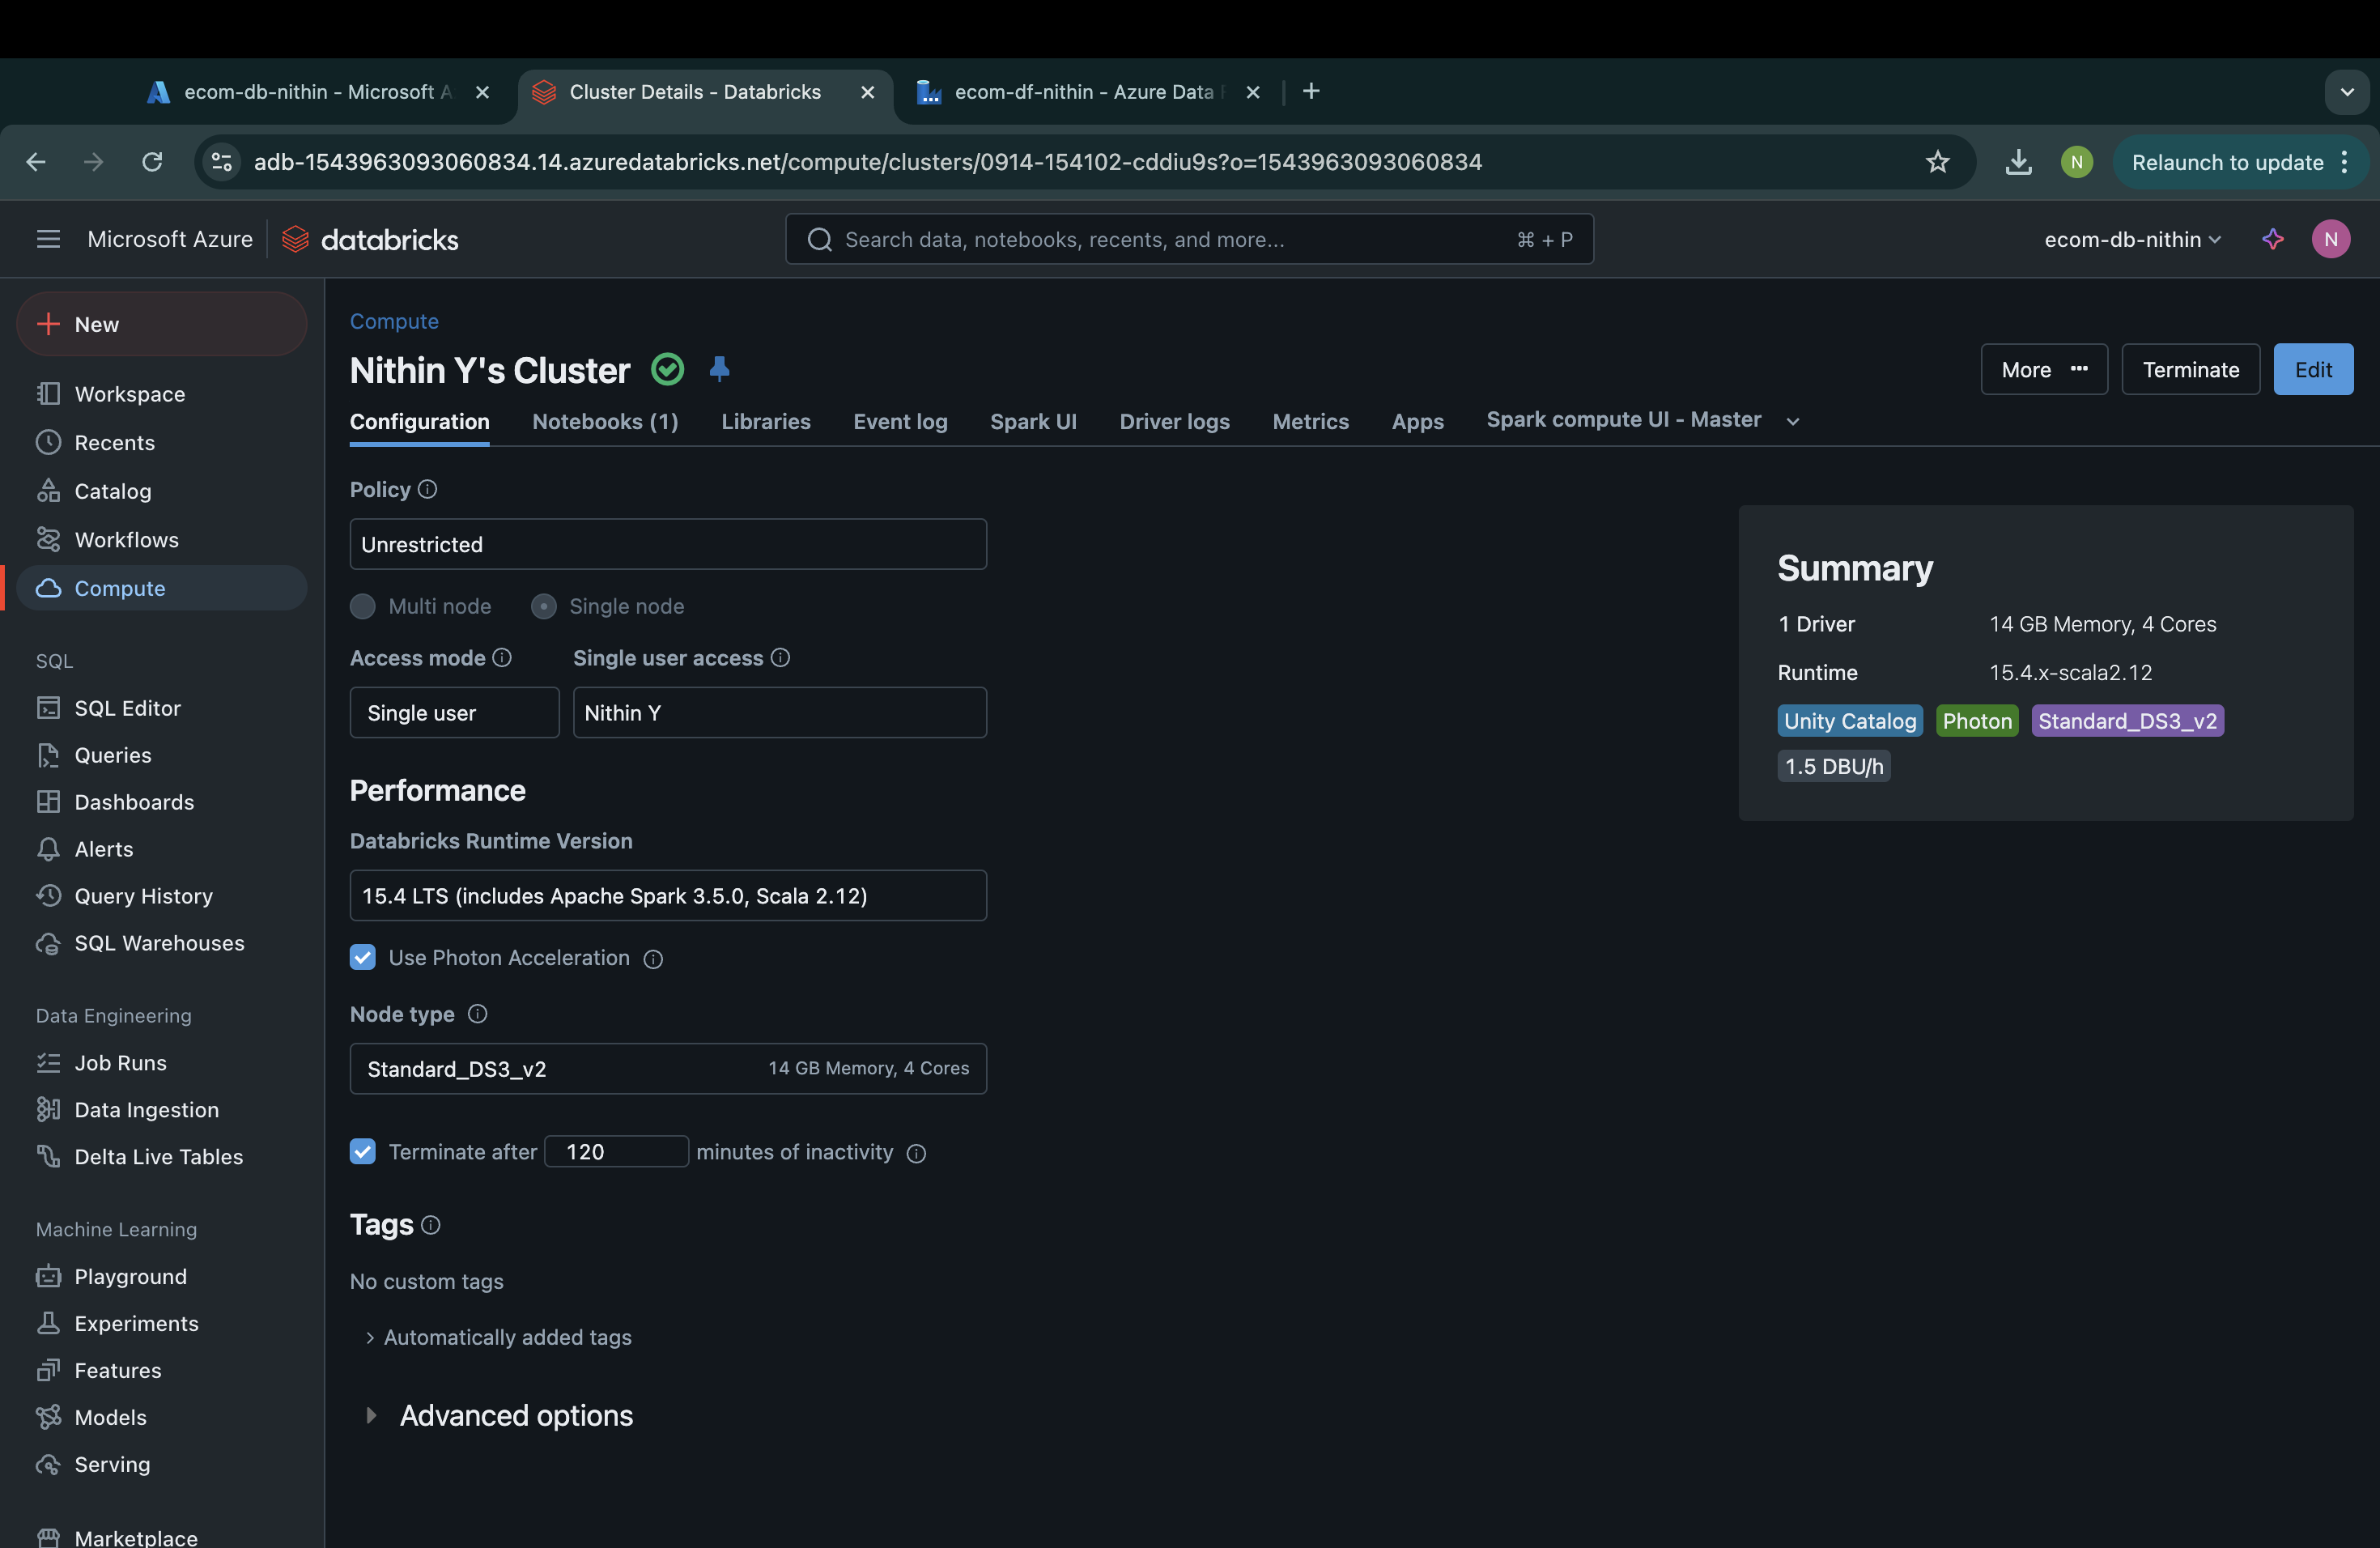 ecom-db-nithin - Microsoft A
Cluster Details - Databricks
ecom-df-nithin - Azure Data F
adb-1543963093060834.14.azuredatabricks.net/compute/clusters/0914-154102-cddiu9s?o=1543963093060834
N
Relaunch to update
Microsoft Azure
databricks
Search data, notebooks, recents, and more...
⌘ + P
ecom-db-nithin
N
New
Workspace
Recents
Catalog
Workflows
Compute
SQL
SQL Editor
Queries
Dashboards
Alerts
Query History
SQL Warehouses
Data Engineering
Job Runs
Data Ingestion
Delta Live Tables
Machine Learning
Playground
Experiments
Features
Models
Serving
Marketplace
Compute
Nithin Y's Cluster
More
Terminate
Edit
Configuration
Notebooks (1)
Libraries
Event log
Spark UI
Driver logs
Metrics
Apps
Spark compute UI - Master
Policy
Unrestricted
Multi node
Single node
Access mode
Single user access
Single user
Nithin Y
Performance
Databricks Runtime Version
15.4 LTS (includes Apache Spark 3.5.0, Scala 2.12)
Use Photon Acceleration
Node type
Standard_DS3_v2
14 GB Memory, 4 Cores
Terminate after 120 minutes of inactivity
Tags
No custom tags
Automatically added tags
Advanced options
Summary
1 Driver
14 GB Memory, 4 Cores
Runtime
15.4.x-scala2.12
Unity Catalog
Photon
Standard_DS3_v2
1.5 DBU/h